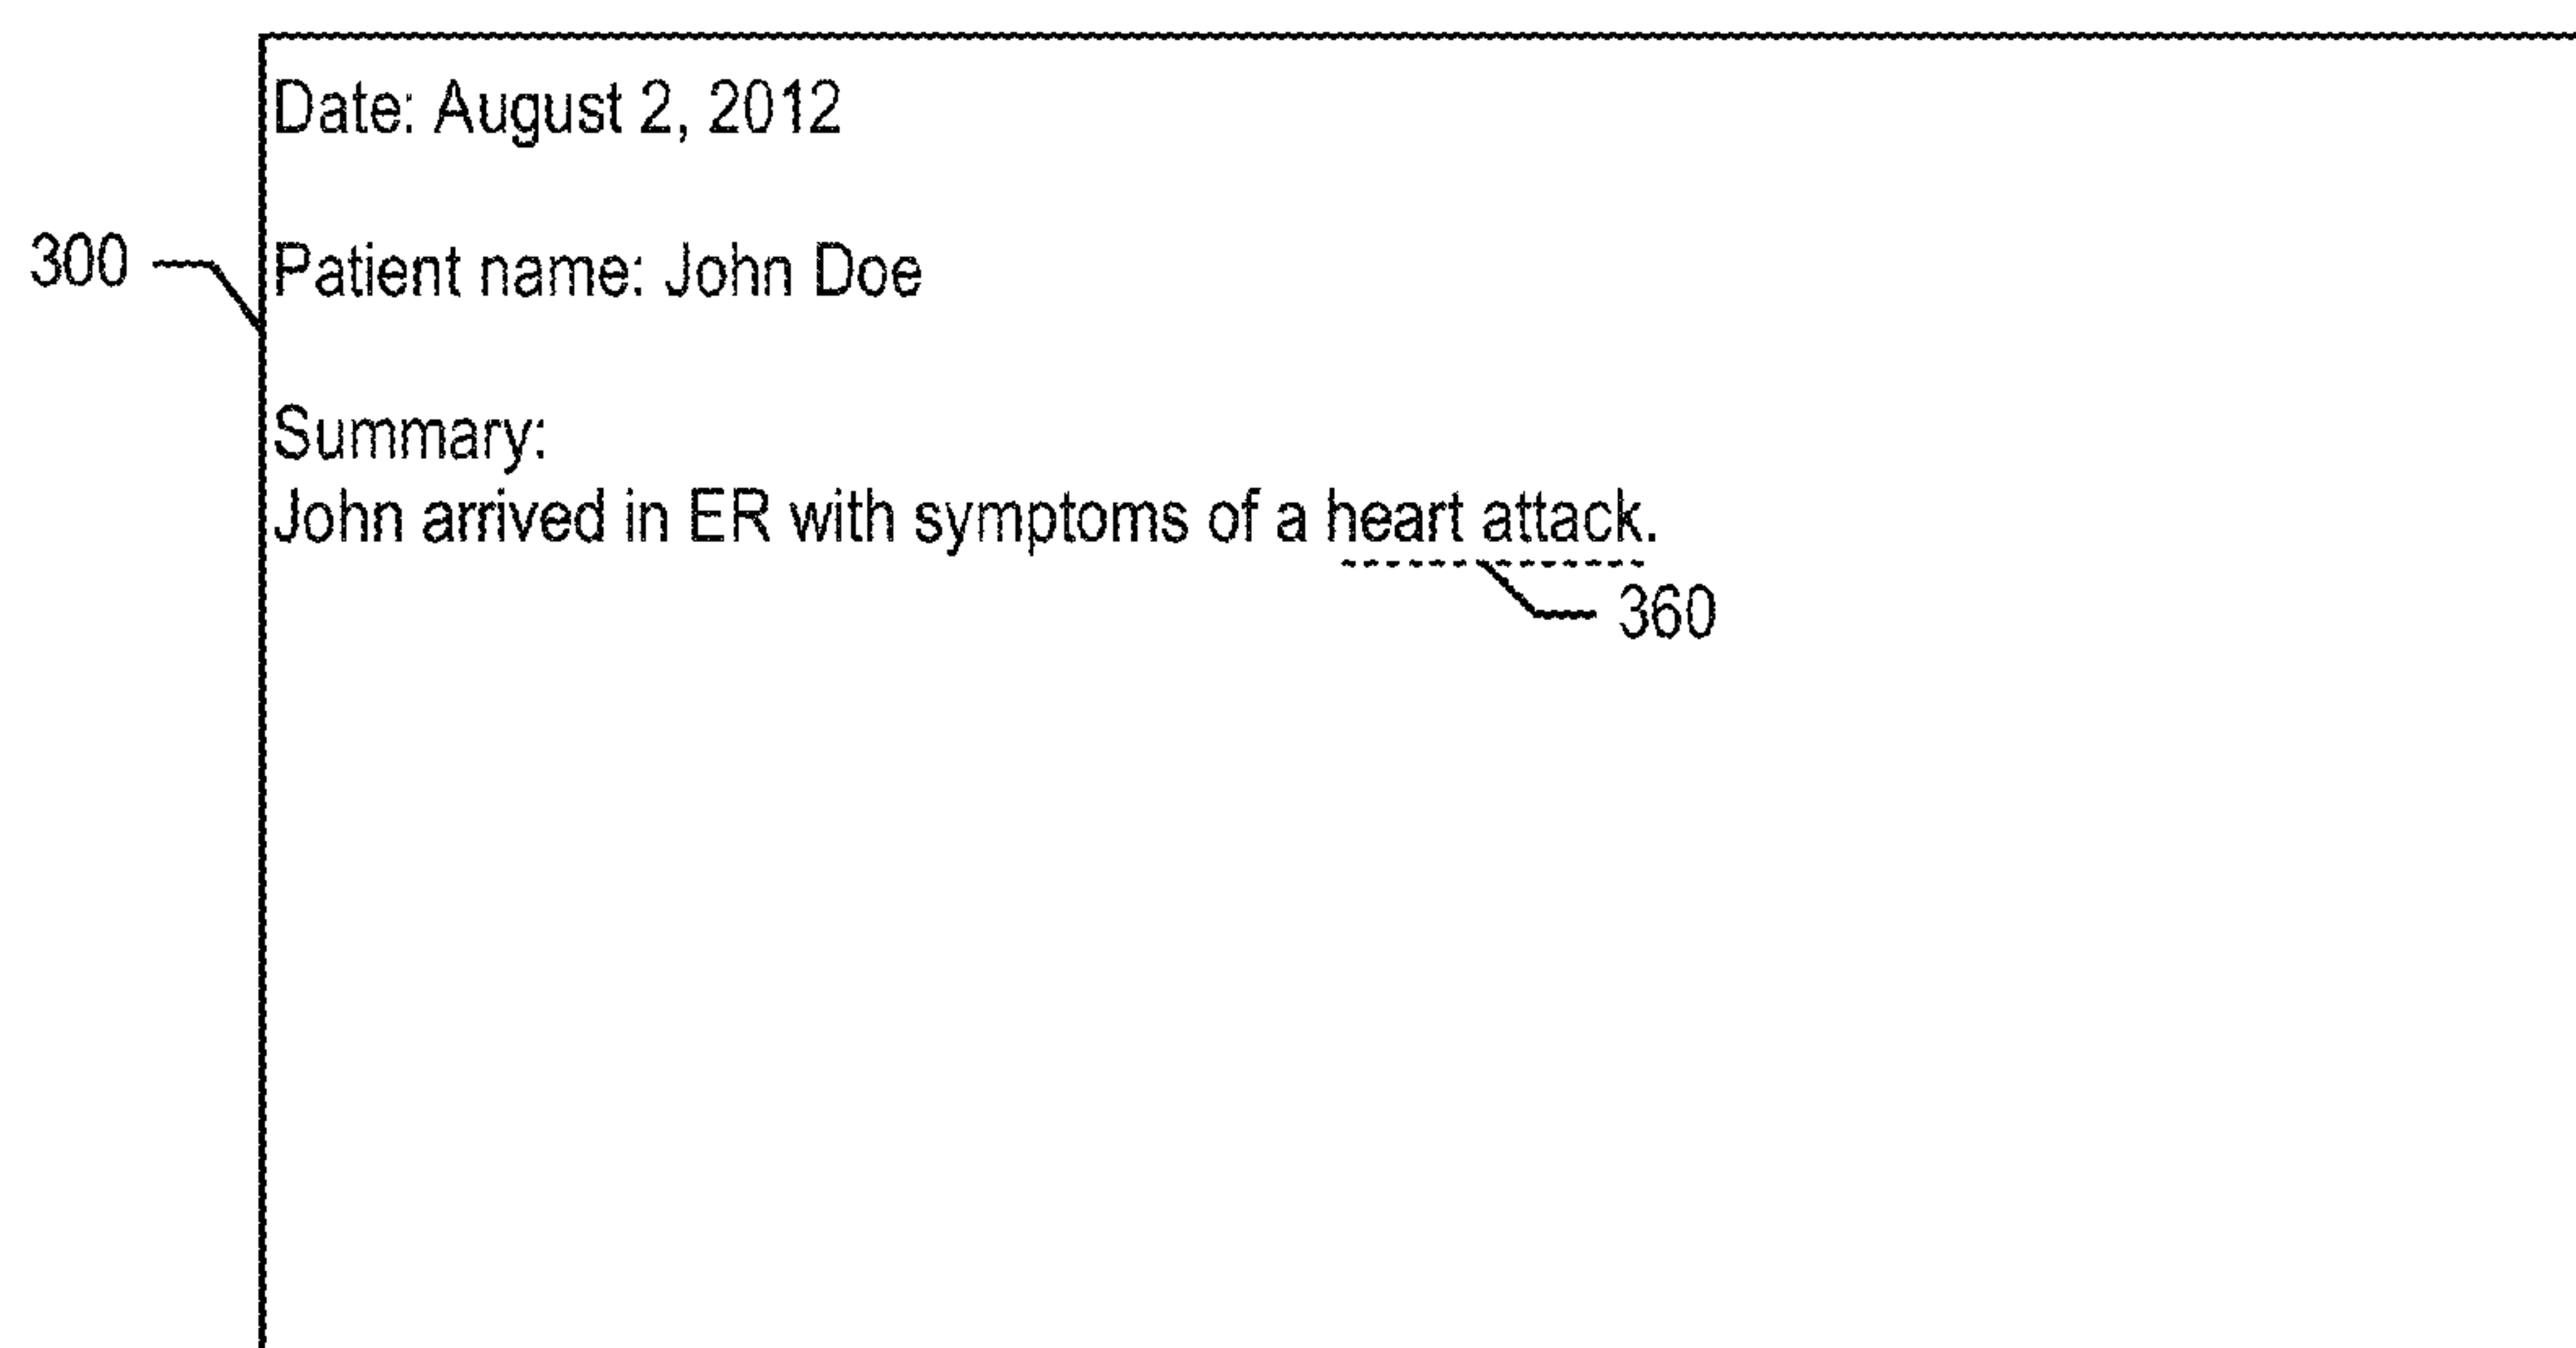 Date: August 2, 2012
300
Patient name: John Doe
Summary:
John arrived in ER with symptoms of a heart attack.
360